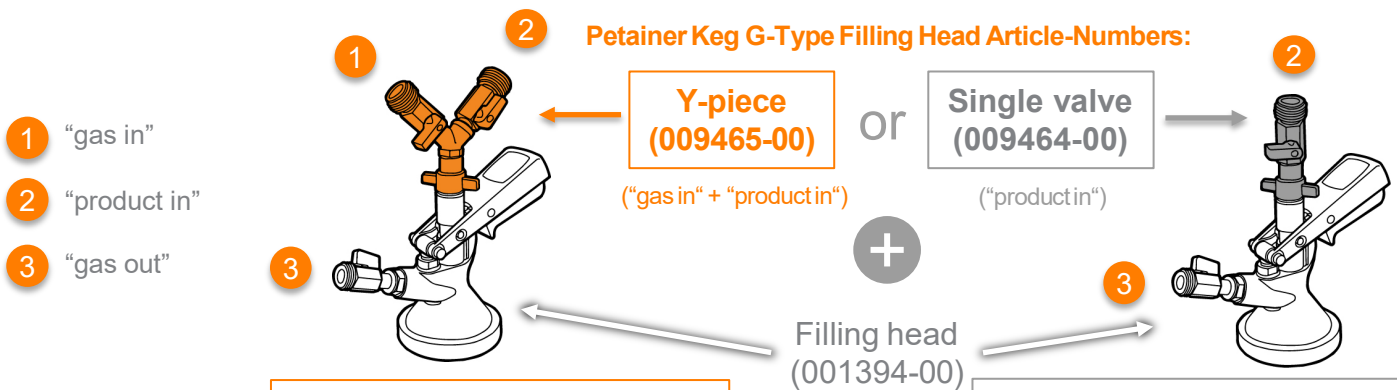 Petainer Keg G-Type Filling Head Article-Numbers:
1
2
2
1 “gas in”
2 “product in”
3 “gas out”
Y-piece
(009465-00)
or
Single valve
(009464-00)
(“gas in“ + “product in“)
(“product in“)
+
3
3
Filling head
(001394-00)